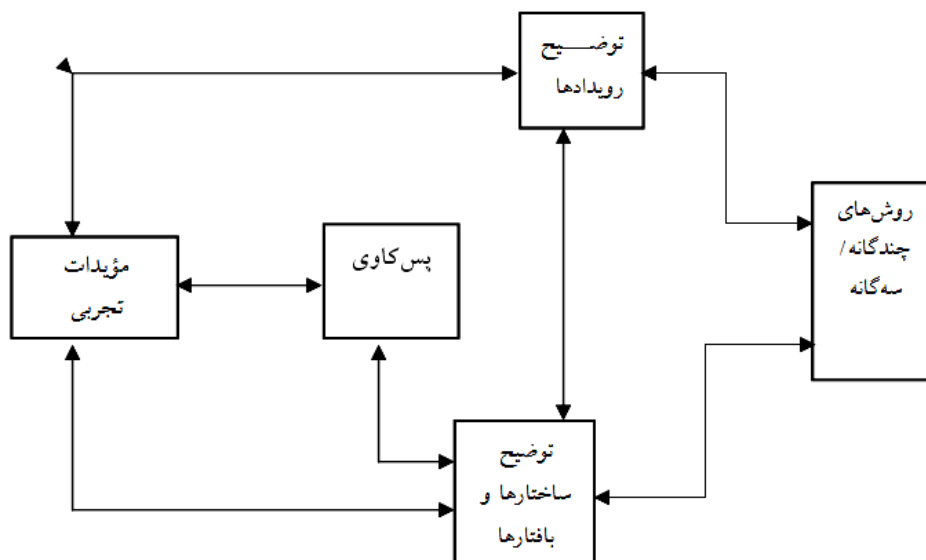 توضیح
رویدادها
روش‌های
چندگانه/
سه‌گانه
پس‌کاوی
مؤیدات
تجربی
توضیح
ساختارها و
بافتارها